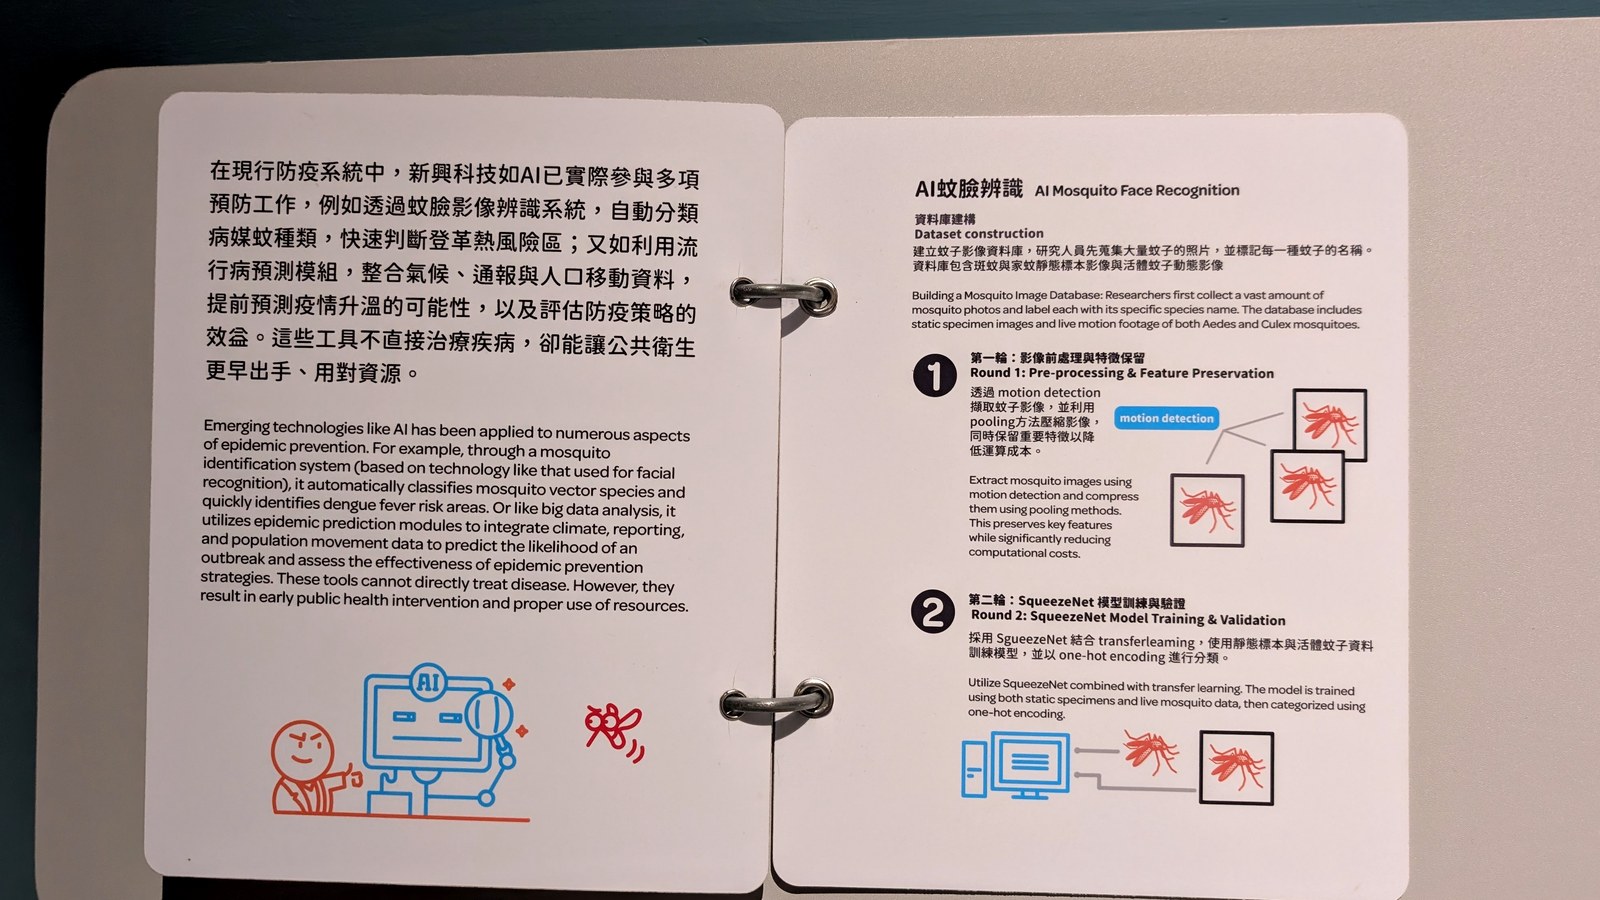 在現行防疫系統中，新興科技如AI已實際參與多項
預防工作，例如透過蚊臉影像辨識系統，自動分類
病媒蚊種類，快速判斷登革熱風險區；又如利用流
行病預測模組，整合氣候、通報與人口移動資料，
提前預測疫情升溫的可能性，以及評估防疫策略的
效益。這些工具不直接治療疾病，卻能讓公共衛生
更早出手、用對資源。
Emerging technologies like AI has been applied to numerous aspects
of epidemic prevention. For example, through a mosquito
identification system (based on technology like that used for facial
recognition), it automatically classifies mosquito vector species and
quickly identifies dengue fever risk areas. Or like big data analysis, it
utilizes epidemic prediction modules to integrate climate, reporting,
and population movement data to predict the likelihood of an
outbreak and assess the effectiveness of epidemic prevention
strategies. These tools cannot directly treat disease. However, they
result in early public health intervention and proper use of resources.
AI
AI蚊臉辨識 AI Mosquito Face Recognition
資料庫建構
Dataset construction
建立蚊子影像資料庫，研究人員先蒐集大量蚊子的照片，並標記每一種蚊子的名稱。
資料庫包含斑蚊與家蚊靜態標本影像與活體蚊子動態影像
Building a Mosquito Image Database: Researchers first collect a vast amount of
mosquito photos and label each with its specific species name. The database includes
static specimen images and live motion footage of both Aedes and Culex mosquitoes.
1
第一輪：影像前處理與特徵保留
Round 1: Pre-processing & Feature Preservation
透過 motion detection
擷取蚊子影像，並利用
pooling方法壓縮影像，
同時保留重要特徵以降
低運算成本。
motion detection
Extract mosquito images using
motion detection and compress
them using pooling methods.
This preserves key features
while significantly reducing
computational costs.
2
第二輪：SqueezeNet 模型訓練與驗證
Round 2: SqueezeNet Model Training & Validation
採用 SgueezeNet 結合 transferleaming，使用靜態標本與活體蚊子資料
訓練模型，並以 one-hot encoding 進行分類。
Utilize SqueezeNet combined with transfer learning. The model is trained
using both static specimens and live mosquito data, then categorized using
one-hot encoding.